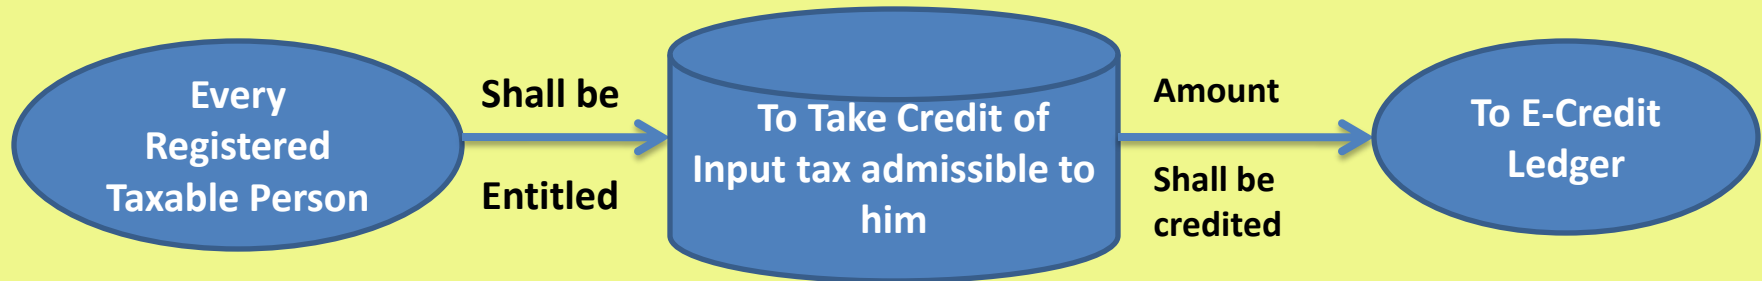 Every
Registered
Taxable Person
Shall be
Entitled
To Take Credit of
Input tax admissible to
him
Amount
Shall be
credited
To E-Credit
Ledger